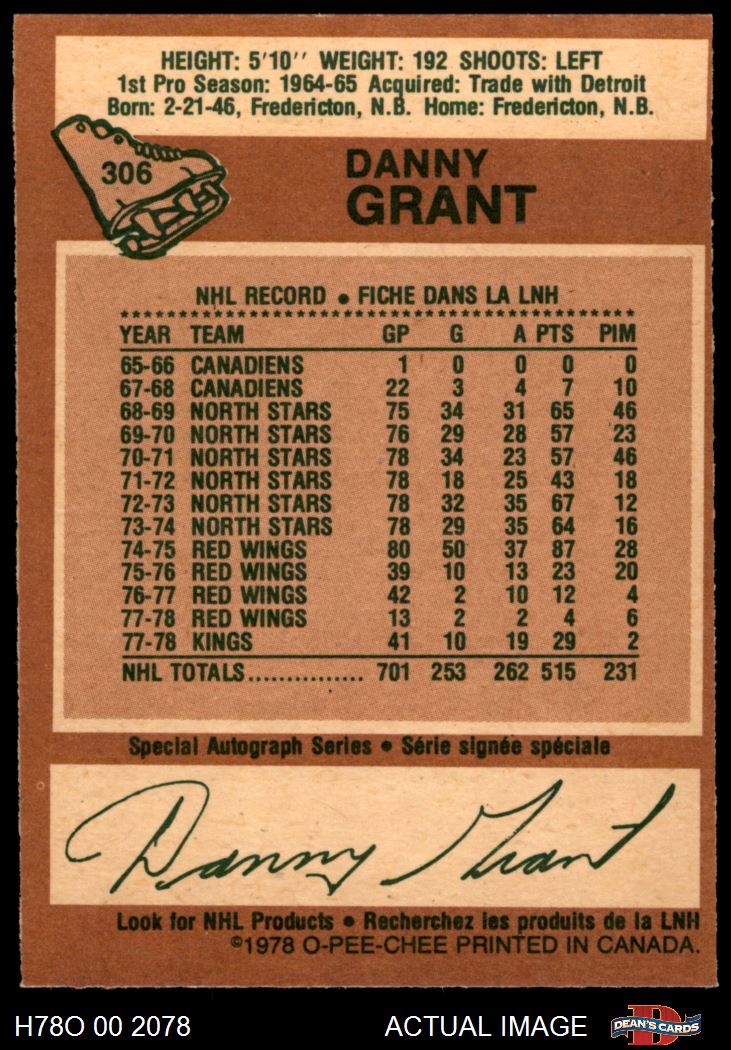 HEIGHT: 5'10'' WEIGHT: 192 SHOOTS: LEFT
1st Pro Season: 1964-65 Acquired: Trade with Detroit
Born: 2-21-46, Fredericton, N.B. Home: Fredericton, N.B.
306
DANNY
GRANT
NHL RECORD • FICHE DANS LA LNH
YEAR TEAM GP G A PTS PIM
65-66 CANADIENS 1 0 0 0 0
67-68 CANADIENS 22 3 4 7 10
68-69 NORTH STARS 75 34 31 65 46
69-70 NORTH STARS 76 29 28 57 23
70-71 NORTH STARS 78 34 23 57 46
71-72 NORTH STARS 78 18 25 43 18
72-73 NORTH STARS 78 32 35 67 12
73-74 NORTH STARS 78 29 35 64 16
74-75 RED WINGS 80 50 37 87 28
75-76 RED WINGS 39 10 13 23 20
76-77 RED WINGS 42 2 10 12 4
77-78 RED WINGS 13 2 2 4 6
77-78 KINGS 41 10 19 29 2
NHL TOTALS............... 701 253 262 515 231
Special Autograph Series • Série signée spéciale
Danny Grant
Look for NHL Products • Recherchez les produits de la LNH
©1978 O-PEE-CHEE PRINTED IN CANADA.
H78O 00 2078 ACTUAL IMAGE D DEAN'S CARDS